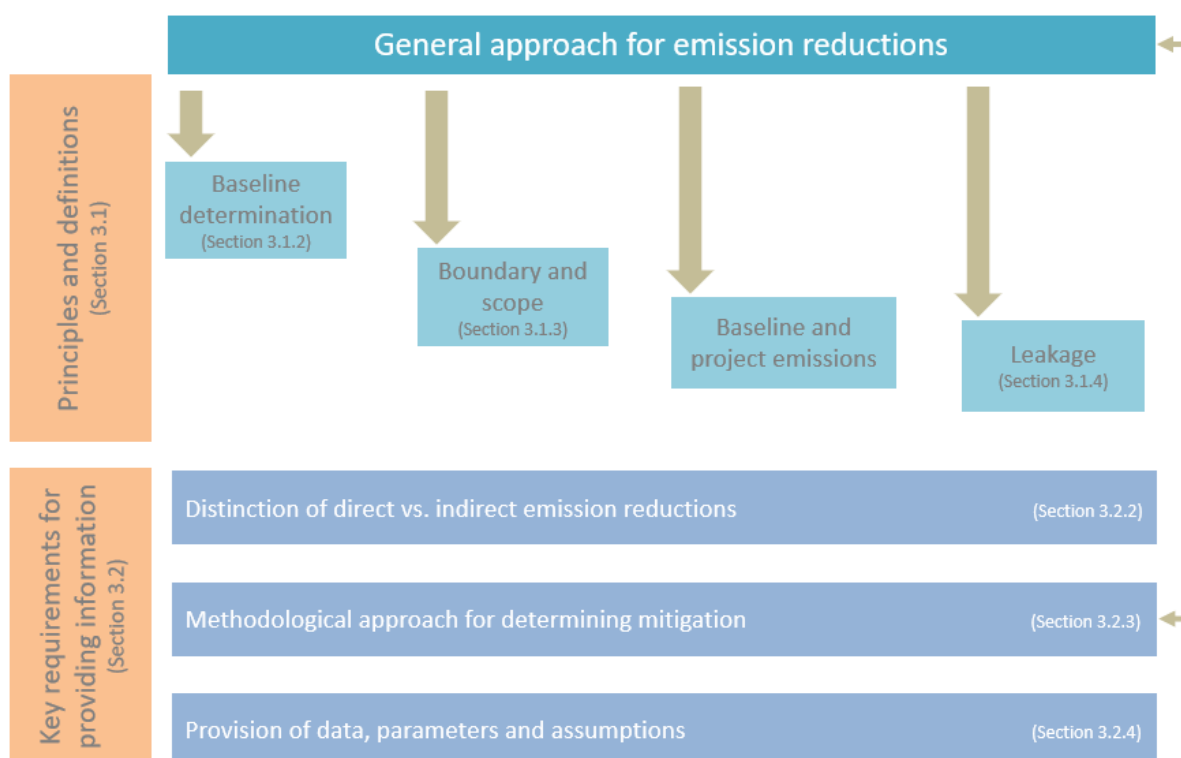 General approach for emission reductions
Principles and definitions
(Section 3.1)
Baseline
determination
(Section 3.1.2)
Boundary and
scope
(Section 3.1.3)
Baseline and
project emissions
Leakage
(Section 3.1.4)
Key requirements for
providing information
(Section 3.2)
Distinction of direct vs. indirect emission reductions (Section 3.2.2)
Methodological approach for determining mitigation (Section 3.2.3)
Provision of data, parameters and assumptions (Section 3.2.4)